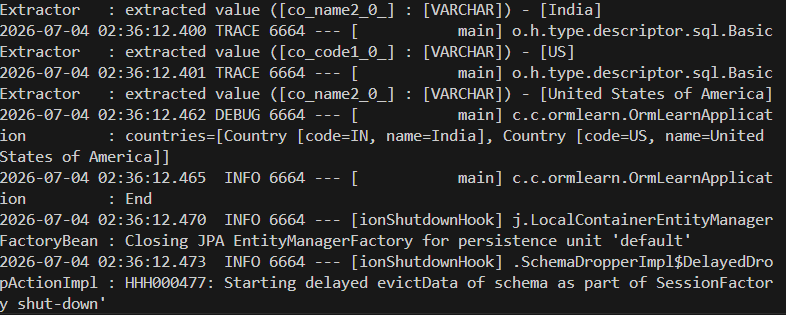 Extractor   : extracted value ([co_name2_0_] : [VARCHAR]) - [India]
2026-07-04 02:36:12.400 TRACE 6664 --- [           main] o.h.type.descriptor.sql.Basic
Extractor   : extracted value ([co_code1_0_] : [VARCHAR]) - [US]
2026-07-04 02:36:12.401 TRACE 6664 --- [           main] o.h.type.descriptor.sql.Basic
Extractor   : extracted value ([co_name2_0_] : [VARCHAR]) - [United States of America]
2026-07-04 02:36:12.462 DEBUG 6664 --- [           main] c.c.ormlearn.OrmLearnApplicat
ion         : countries=[Country [code=IN, name=India], Country [code=US, name=United
States of America]]
2026-07-04 02:36:12.465  INFO 6664 --- [           main] c.c.ormlearn.OrmLearnApplicat
ion         : End
2026-07-04 02:36:12.470  INFO 6664 --- [ionShutdownHook] j.LocalContainerEntityManager
FactoryBean : Closing JPA EntityManagerFactory for persistence unit 'default'
2026-07-04 02:36:12.473  INFO 6664 --- [ionShutdownHook] .SchemaDropperImpl$DelayedDro
pActionImpl : HHH000477: Starting delayed evictData of schema as part of SessionFactor
y shut-down'